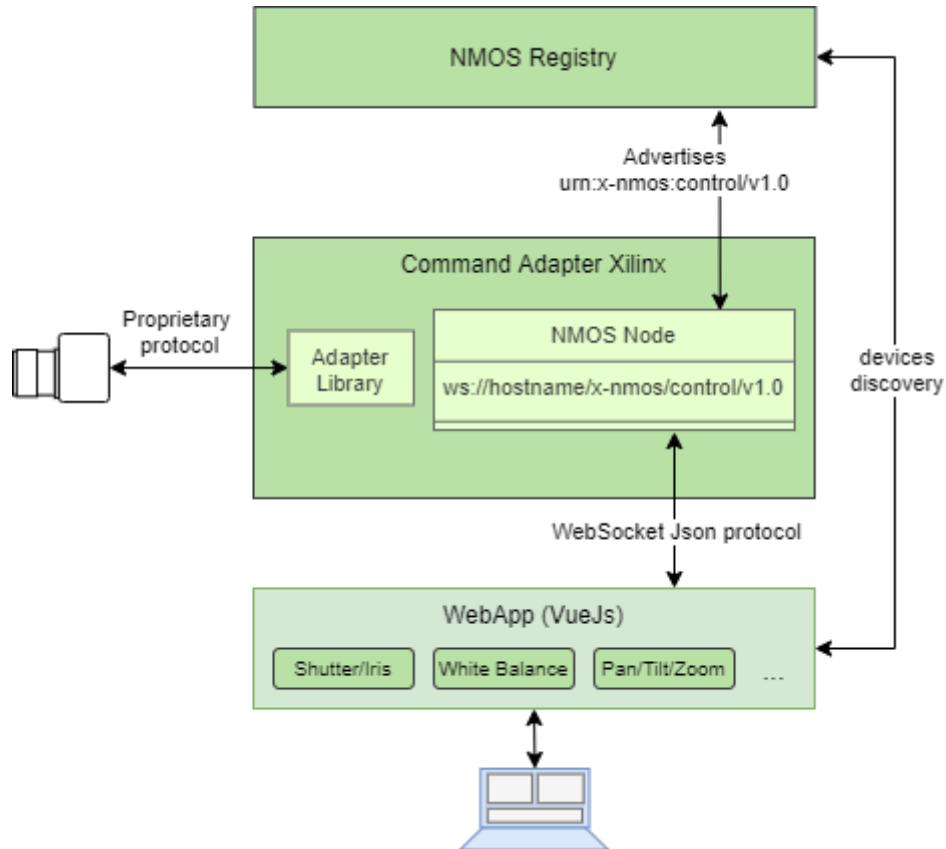 NMOS Registry
Advertises
urn:x-nmos:control/v1.0
Command Adapter Xilinx
Proprietary
protocol
Adapter
Library
NMOS Node
ws://hostname/x-nmos/control/v1.0
devices
discovery
WebSocket Json protocol
WebApp (VueJs)
Shutter/Iris
White Balance
Pan/Tilt/Zoom
...